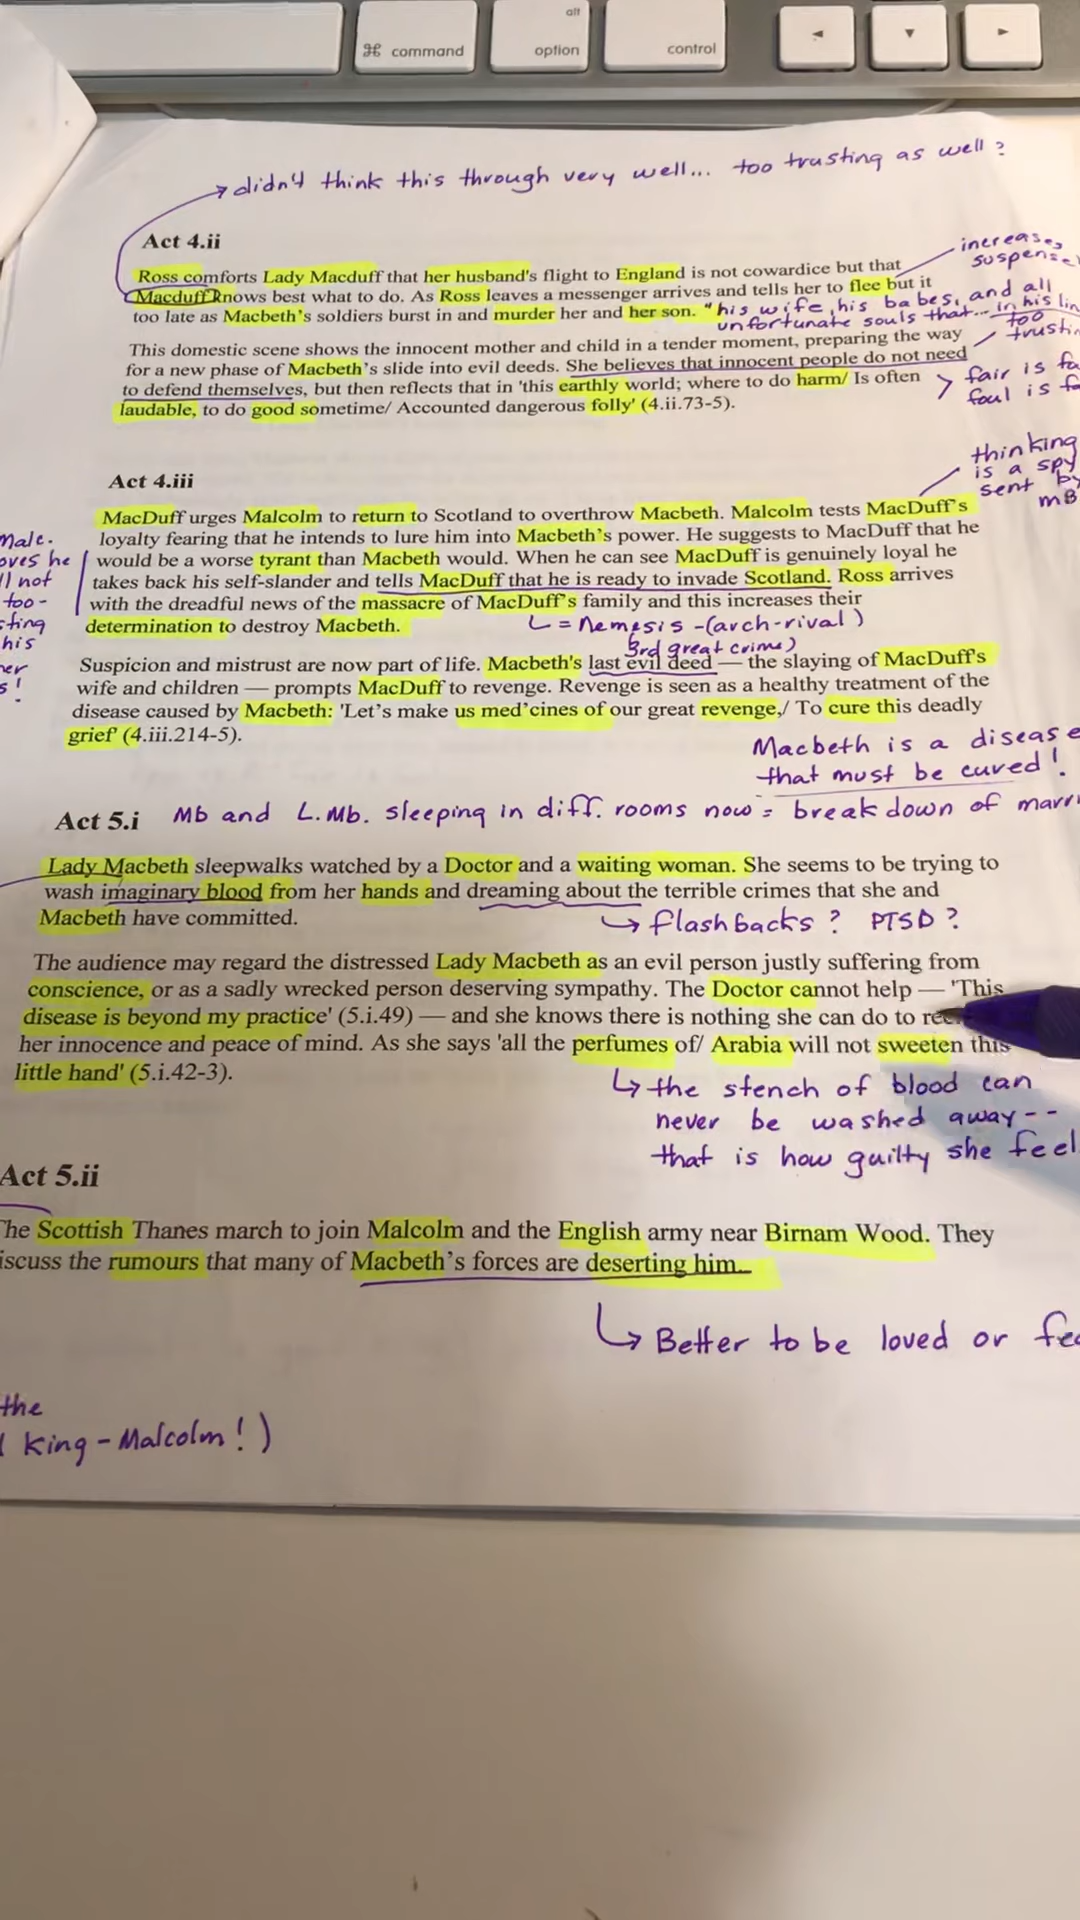 alt
⌘ command
option
control
◄
▼
►
didn't think this through very well... too trusting as well?
Act 4.ii
increases
suspense
Ross comforts Lady Macduff that her husband's flight to England is not cowardice but that
Macduff knows best what to do. As Ross leaves a messenger arrives and tells her to flee but it
too late as Macbeth's soldiers burst in and murder her and her son.
"his wife, his babes, and all
unfortunate souls that... in his lin
too
trustin
This domestic scene shows the innocent mother and child in a tender moment, preparing the way
for a new phase of Macbeth's slide into evil deeds. She believes that innocent people do not need
to defend themselves, but then reflects that in 'this earthly world; where to do harm/ Is often
laudable, to do good sometime/ Accounted dangerous folly' (4.ii.73-5).
fair is fo
foul is fa
Act 4.iii
thinking
is a spy
sent by
mB
MacDuff urges Malcolm to return to Scotland to overthrow Macbeth. Malcolm tests MacDuff's
loyalty fearing that he intends to lure him into Macbeth's power. He suggests to MacDuff that he
would be a worse tyrant than Macbeth would. When he can see MacDuff is genuinely loyal he
takes back his self-slander and tells MacDuff that he is ready to invade Scotland. Ross arrives
with the dreadful news of the massacre of MacDuff's family and this increases their
determination to destroy Macbeth.
male.
oves he
ll not
too-
sting
his
her
s!
= nemesis - (arch-rival)
3rd great crime)
Suspicion and mistrust are now part of life. Macbeth's last evil deed — the slaying of MacDuff's
wife and children — prompts MacDuff to revenge. Revenge is seen as a healthy treatment of the
disease caused by Macbeth: 'Let's make us med'cines of our great revenge,/ To cure this deadly
grief' (4.iii.214-5).
Macbeth is a disease
that must be cured!
Act 5.i
Mb and L.Mb. sleeping in diff. rooms now = break down of marri
Lady Macbeth sleepwalks watched by a Doctor and a waiting woman. She seems to be trying to
wash imaginary blood from her hands and dreaming about the terrible crimes that she and
Macbeth have committed.
flashbacks? PTSD?
The audience may regard the distressed Lady Macbeth as an evil person justly suffering from
conscience, or as a sadly wrecked person deserving sympathy. The Doctor cannot help — 'This
disease is beyond my practice' (5.i.49) — and she knows there is nothing she can do to
her innocence and peace of mind. As she says 'all the perfumes of/ Arabia will not sweeten this
little hand' (5.i.42-3).
the stench of blood can
never be washed away--
that is how guilty she feel
Act 5.ii
The Scottish Thanes march to join Malcolm and the English army near Birnam Wood. They
iscuss the rumours that many of Macbeth's forces are deserting him.
Better to be loved or fea
the
king - Malcolm!)